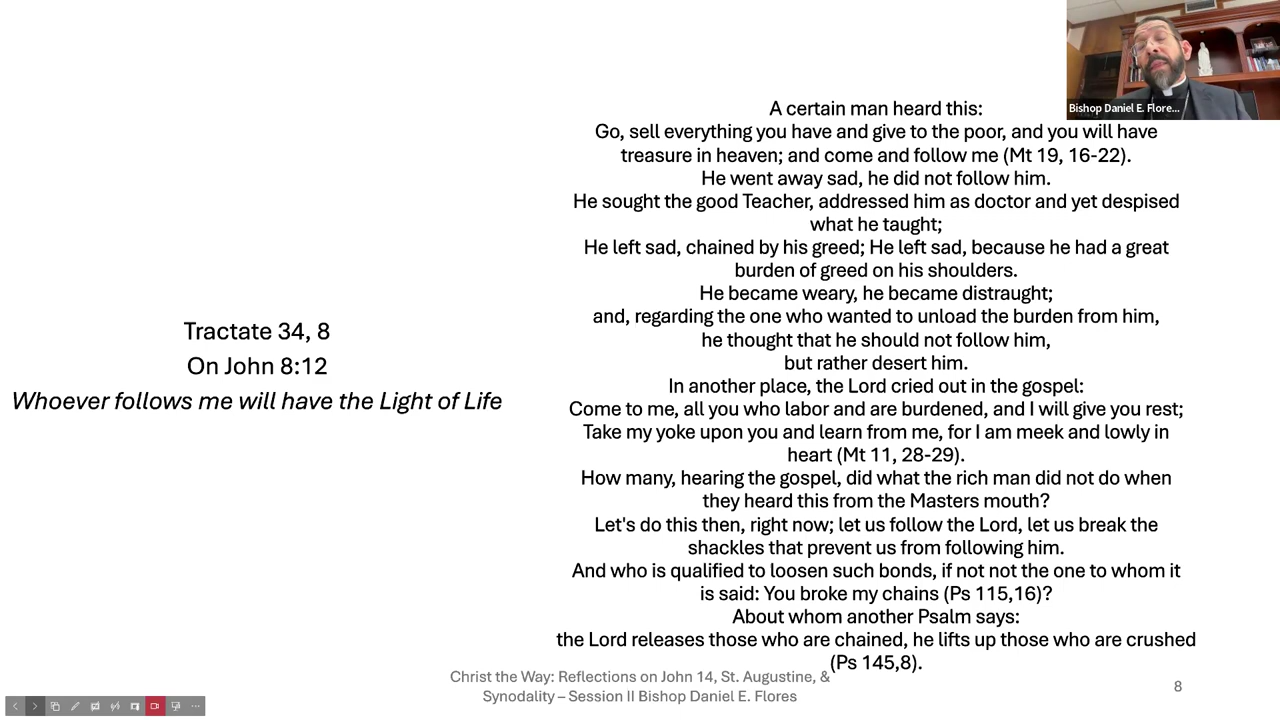 Bishop Daniel E. Flore...
Tractate 34, 8
On John 8:12
Whoever follows me will have the Light of Life
A certain man heard this:
Go, sell everything you have and give to the poor, and you will have
treasure in heaven; and come and follow me (Mt 19, 16-22).
He went away sad, he did not follow him.
He sought the good Teacher, addressed him as doctor and yet despised
what he taught;
He left sad, chained by his greed; He left sad, because he had a great
burden of greed on his shoulders.
He became weary, he became distraught;
and, regarding the one who wanted to unload the burden from him,
he thought that he should not follow him,
but rather desert him.
In another place, the Lord cried out in the gospel:
Come to me, all you who labor and are burdened, and I will give you rest;
Take my yoke upon you and learn from me, for I am meek and lowly in
heart (Mt 11, 28-29).
How many, hearing the gospel, did what the rich man did not do when
they heard this from the Masters mouth?
Let's do this then, right now; let us follow the Lord, let us break the
shackles that prevent us from following him.
And who is qualified to loosen such bonds, if not not the one to whom it
is said: You broke my chains (Ps 115,16)?
About whom another Psalm says:
the Lord releases those who are chained, he lifts up those who are crushed
(Ps 145,8).
Christ the Way: Reflections on John 14, St. Augustine, &
Synodality – Session II Bishop Daniel E. Flores
8